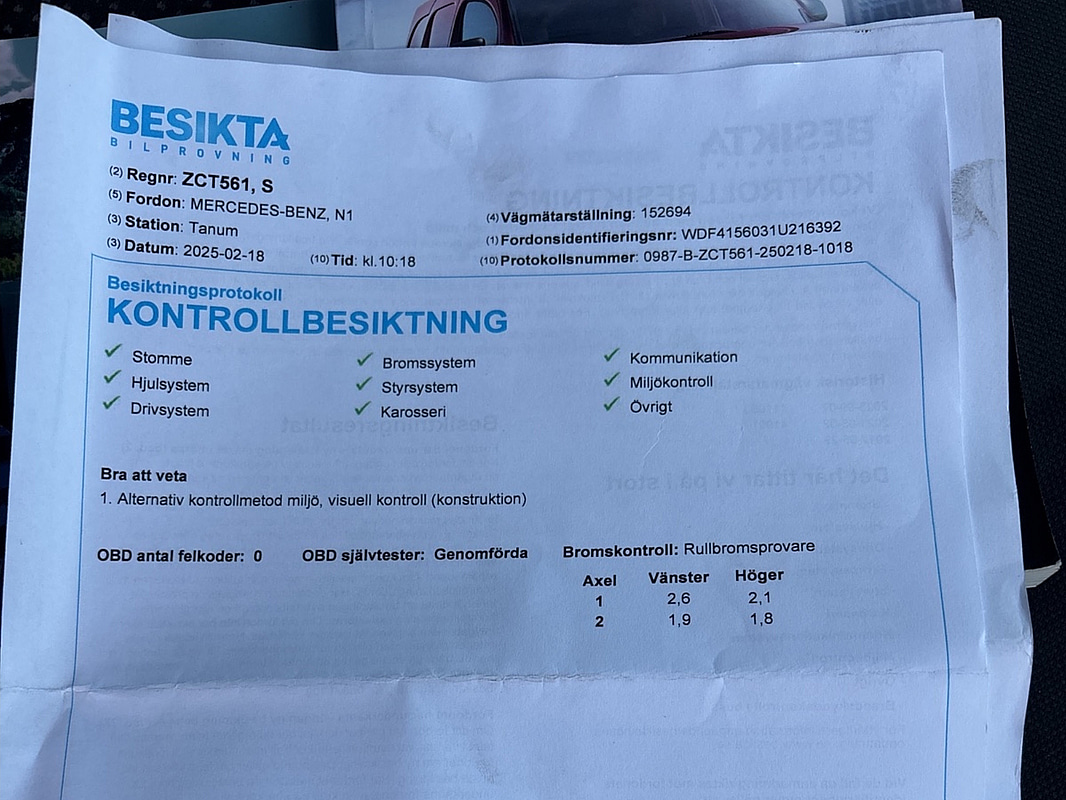 BESIKTA
BILPROVNING
(2) Regnr: ZCT561, S
(5) Fordon: MERCEDES-BENZ, N1
(3) Station: Tanum
(3) Datum: 2025-02-18 (10) Tid: kl.10:18
(4) Vägmätarställning: 152694
(1) Fordonsidentifieringsnr: WDF4156031U216392
(10) Protokollsnummer: 0987-B-ZCT561-250218-1018
Besiktningsprotokoll
KONTROLLBESIKTNING
✓ Stomme ✓ Bromssystem ✓ Kommunikation
✓ Hjulsystem ✓ Styrsystem ✓ Miljökontroll
✓ Drivsystem ✓ Karosseri ✓ Övrigt
Bra att veta
1. Alternativ kontrollmetod miljö, visuell kontroll (konstruktion)
OBD antal felkoder: 0 OBD självtester: Genomförda Bromskontroll: Rullbromsprovare
Axel Vänster Höger
1 2,6 2,1
2 1,9 1,8